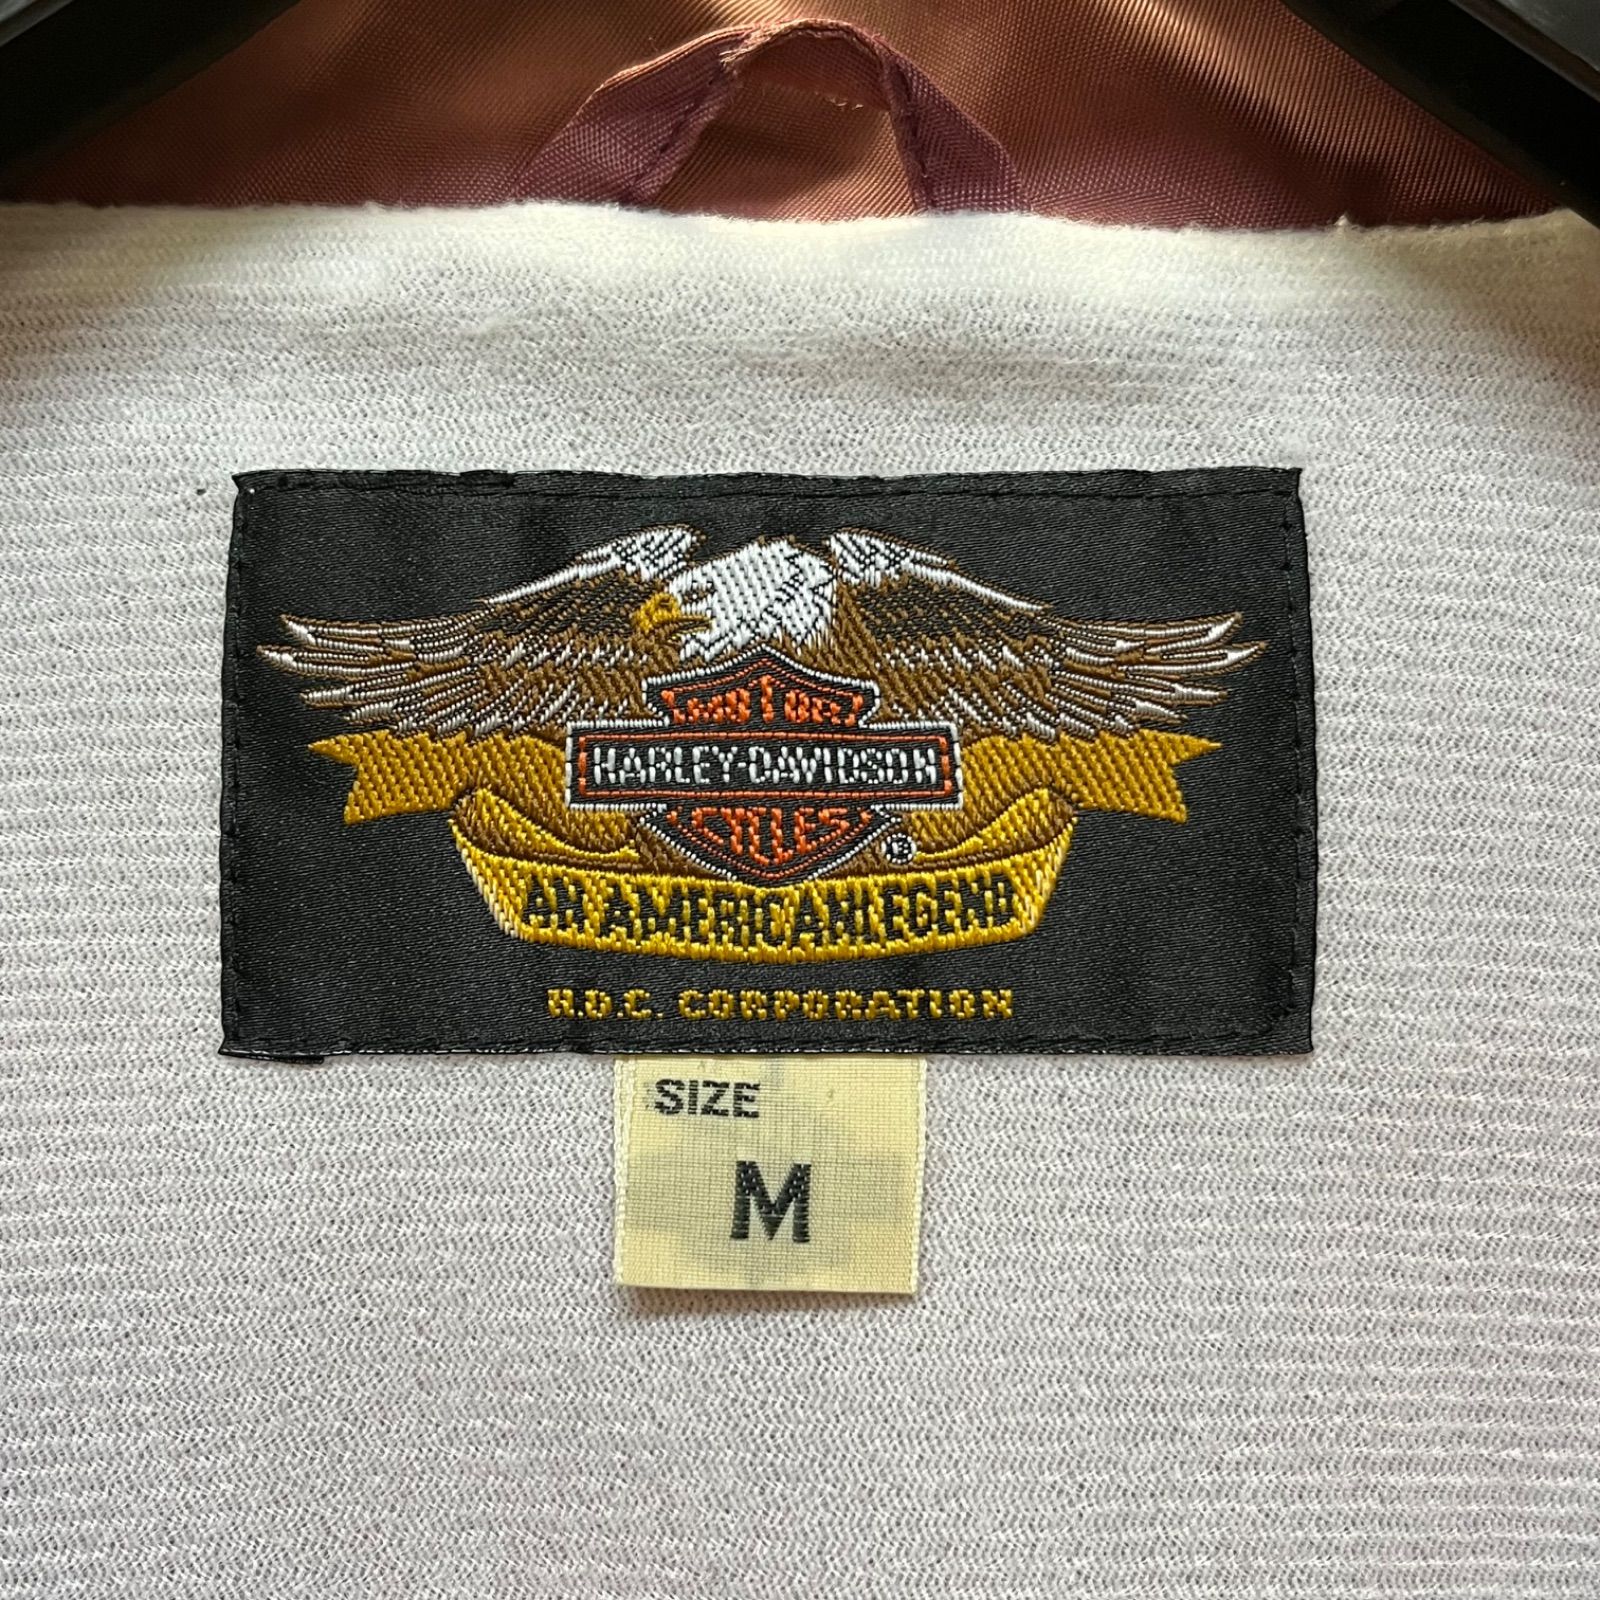 MOTOR
HARLEY-DAVIDSON
CYCLES
®
AN AMERICAN LEGEND
H.D.C. CORPORATION
SIZE
M